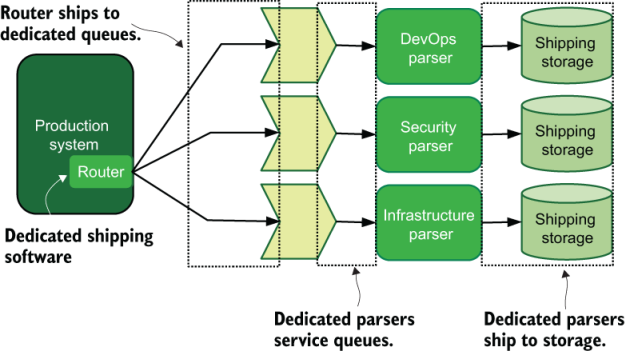 Router ships to
dedicated queues.
Production
system
Router
Dedicated shipping
software
DevOps
parser
Shipping
storage
Security
parser
Shipping
storage
Infrastructure
parser
Shipping
storage
Dedicated parsers
service queues.
Dedicated parsers
ship to storage.